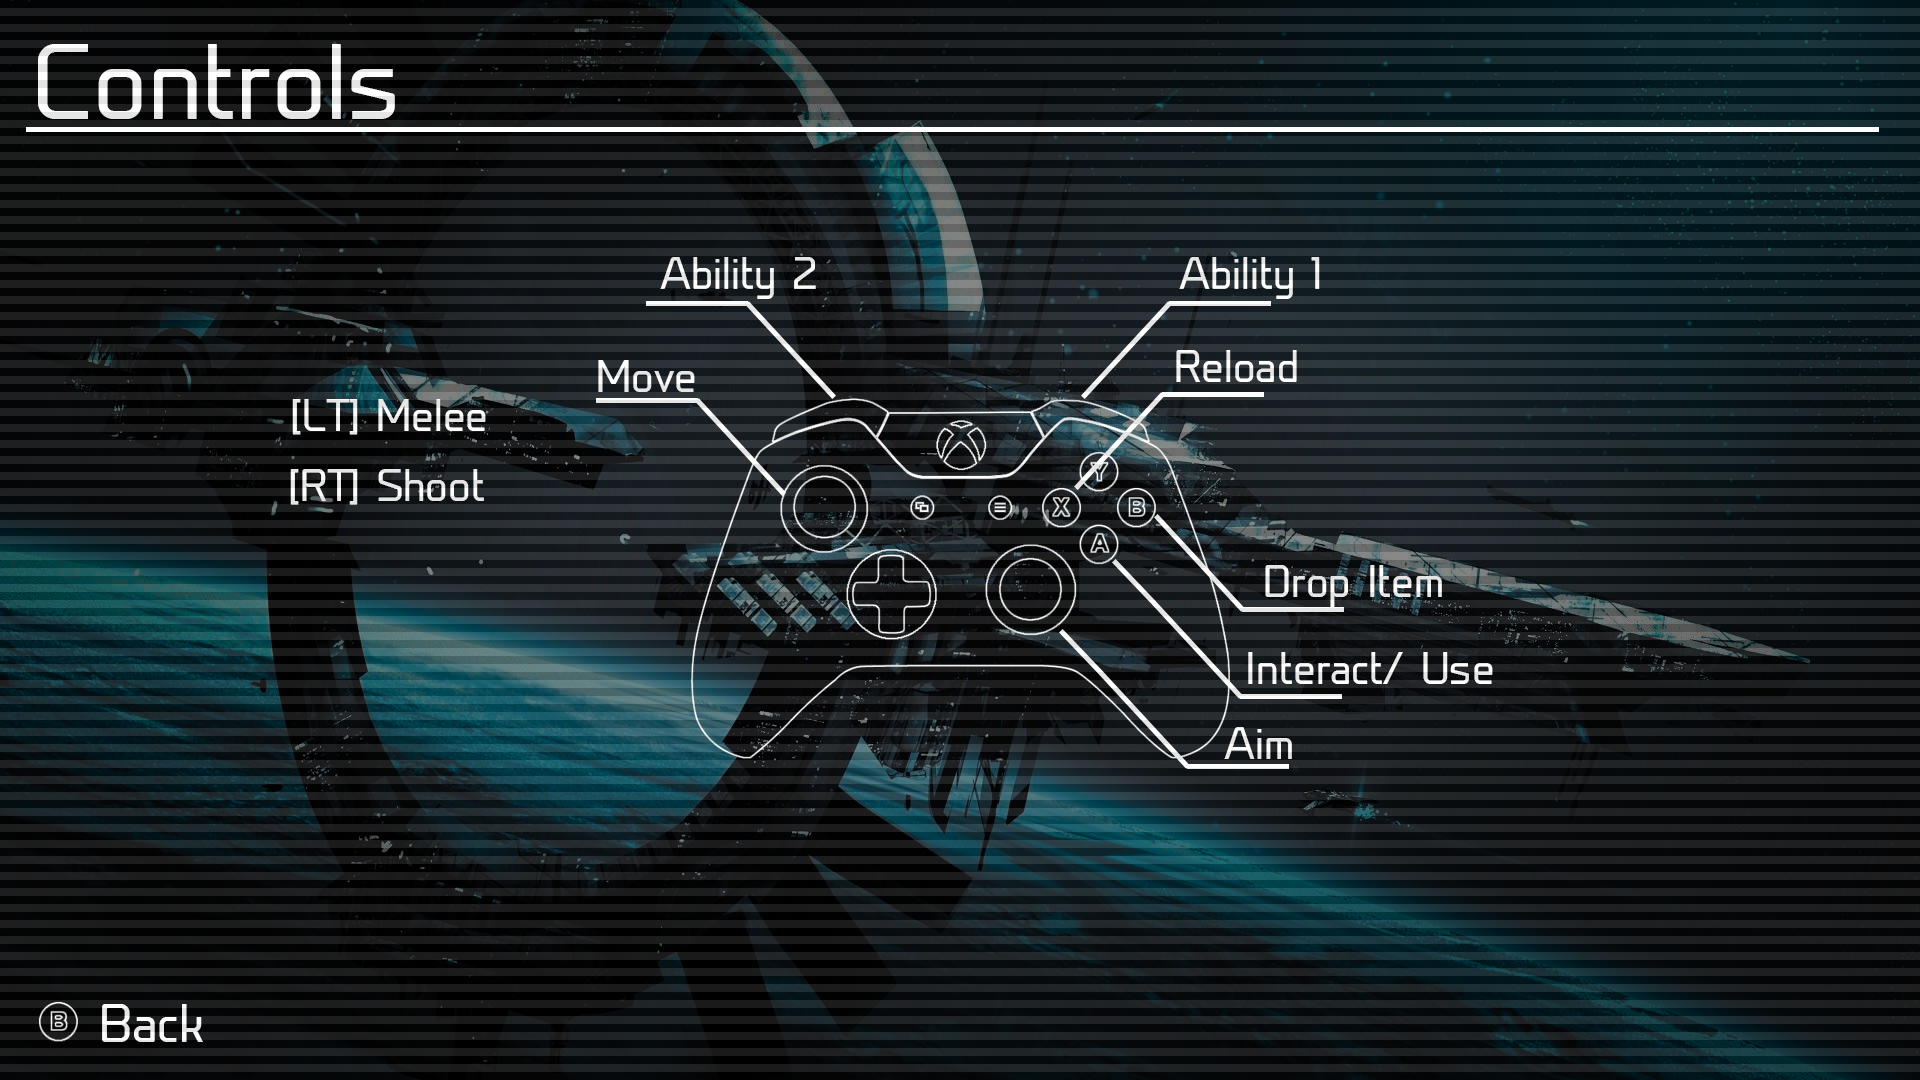 Controls
Ability 2
Ability 1
Move
Reload
[LT] Melee
[RT] Shoot
Y
X
B
A
Drop Item
Interact/ Use
Aim
B Back